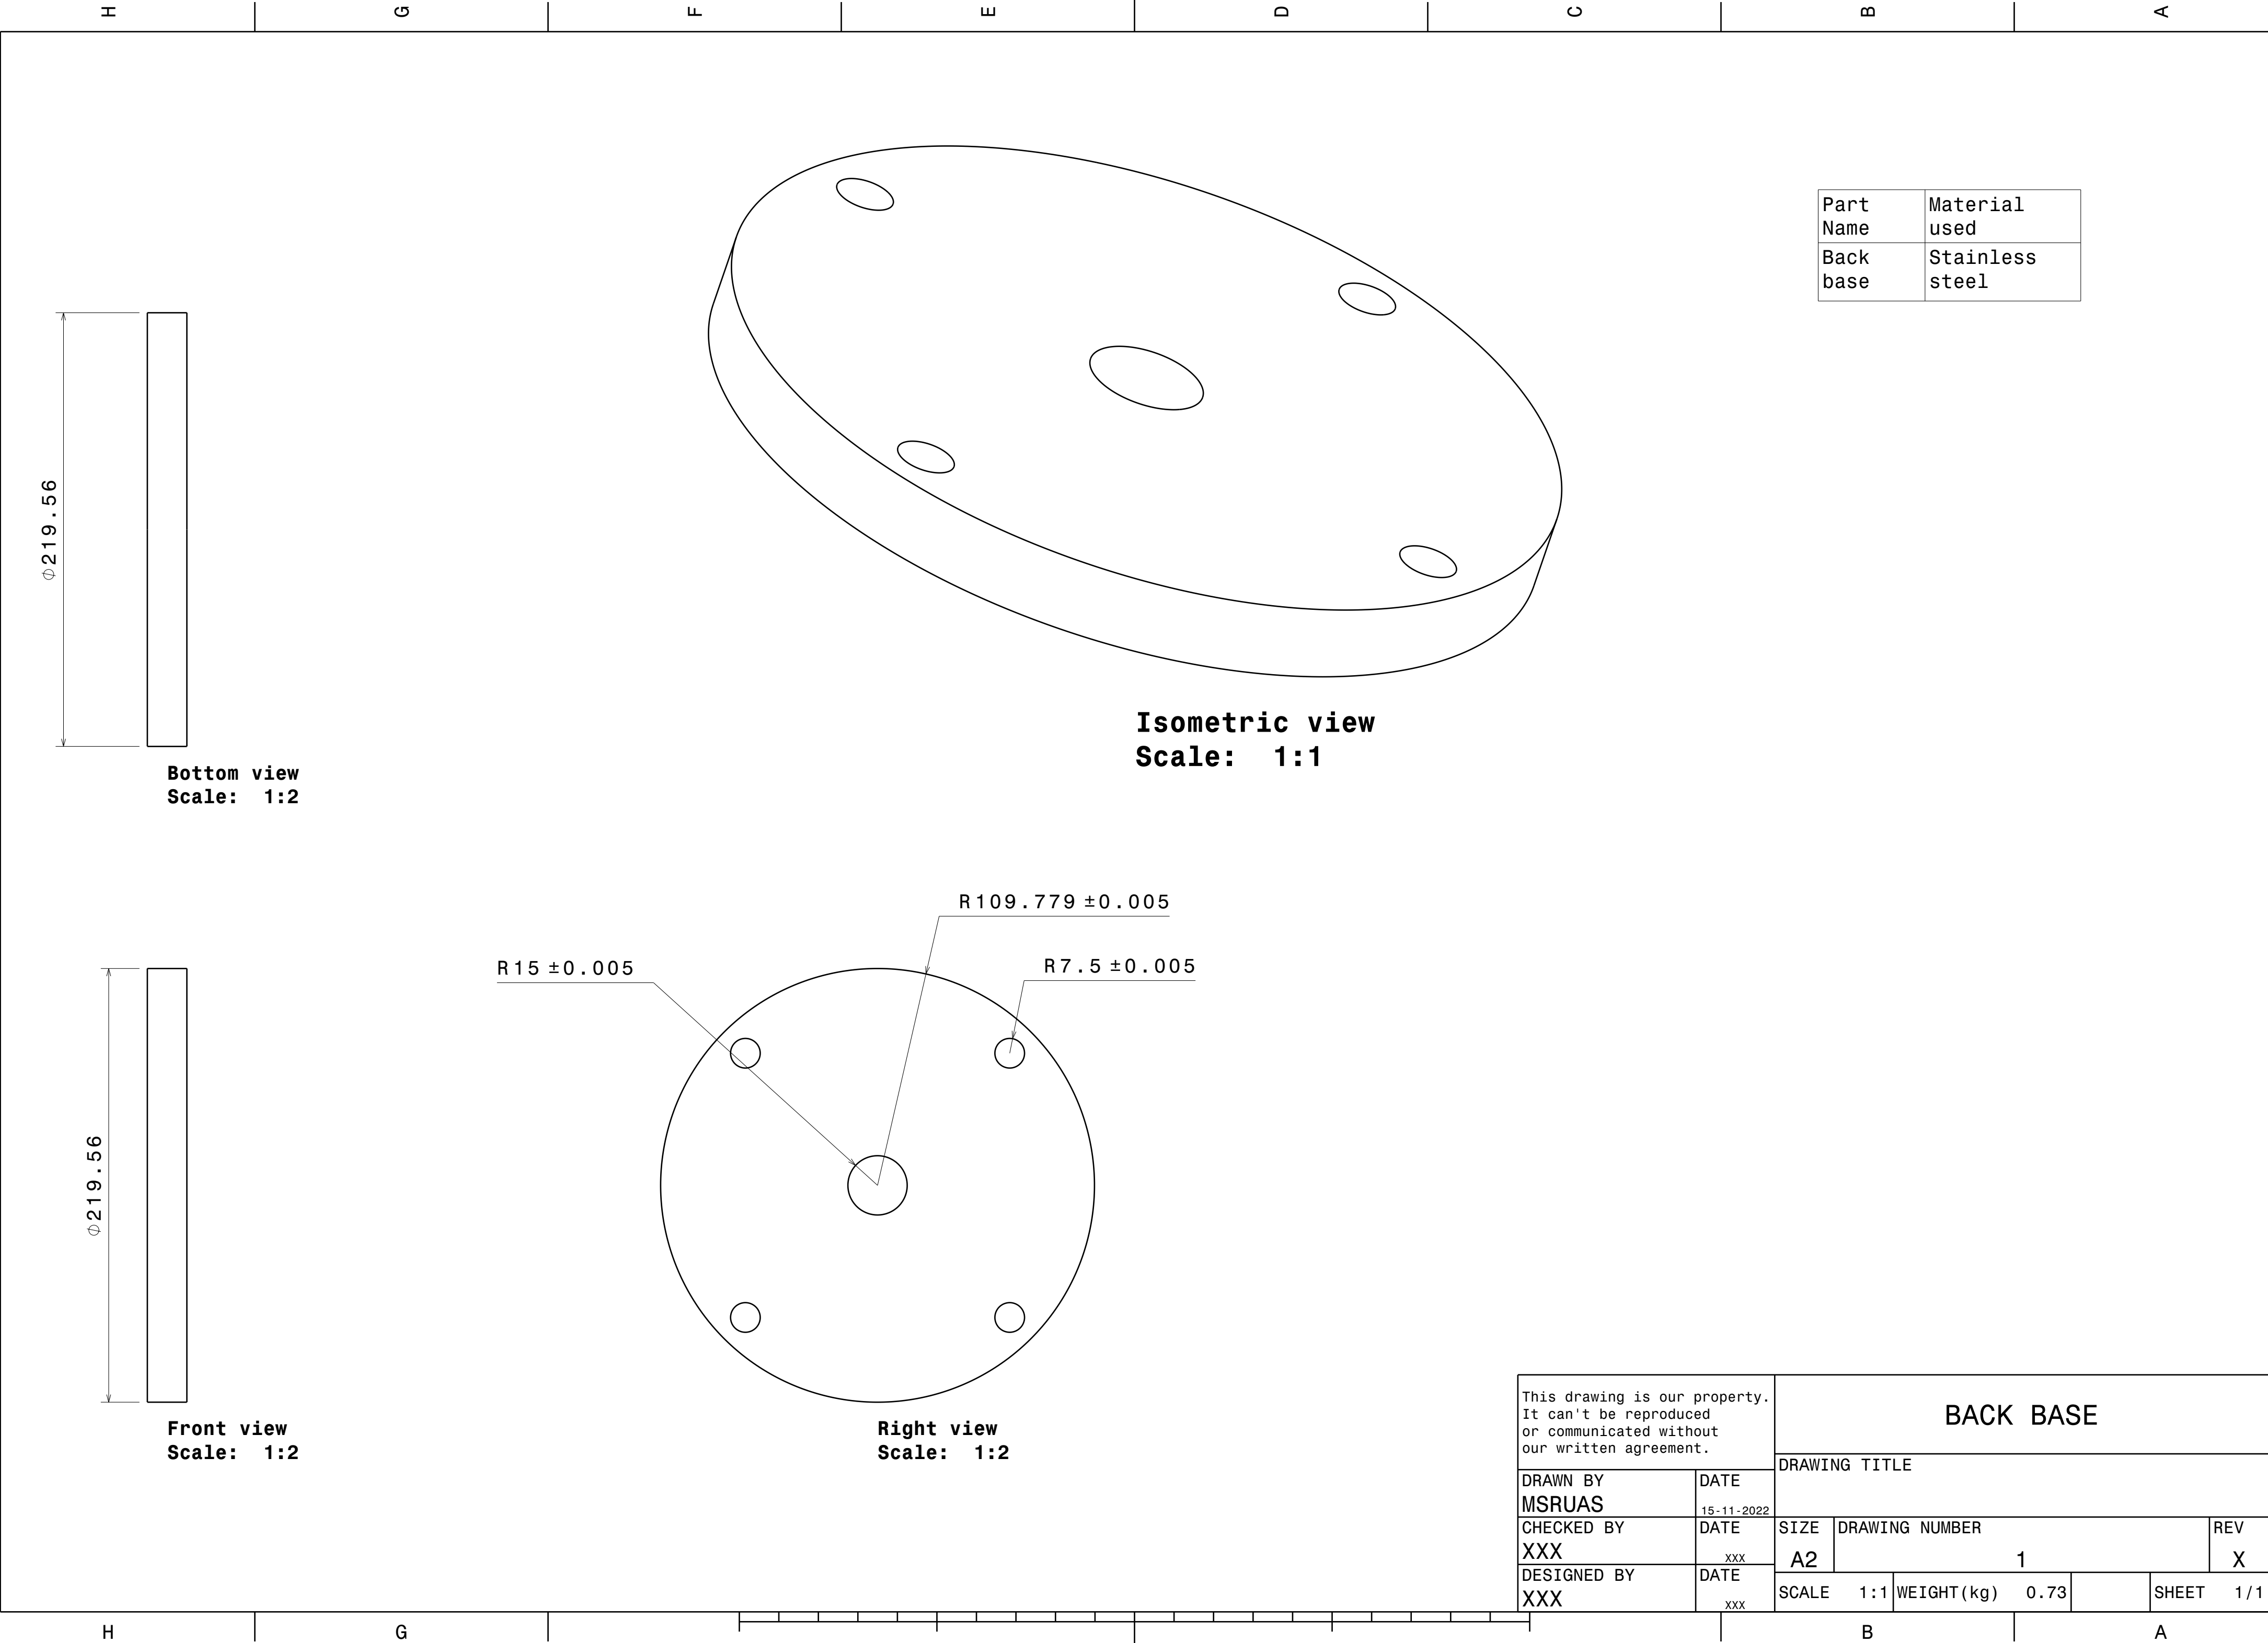 H G F E D C B A
Part Name
Material used
Back base
Stainless steel
⌀219.56
Bottom view
Scale: 1:2
Isometric view
Scale: 1:1
R109.779±0.005
R15±0.005
R7.5±0.005
⌀219.56
Front view
Scale: 1:2
Right view
Scale: 1:2
This drawing is our property.
It can't be reproduced
or communicated without
our written agreement.
BACK BASE
DRAWING TITLE
DRAWN BY
MSRUAS
DATE
15-11-2022
CHECKED BY
XXX
DATE
XXX
DESIGNED BY
XXX
DATE
XXX
SIZE
A2
DRAWING NUMBER
1
REV
X
SCALE 1:1
WEIGHT(kg) 0.73
SHEET 1/1
H G B A